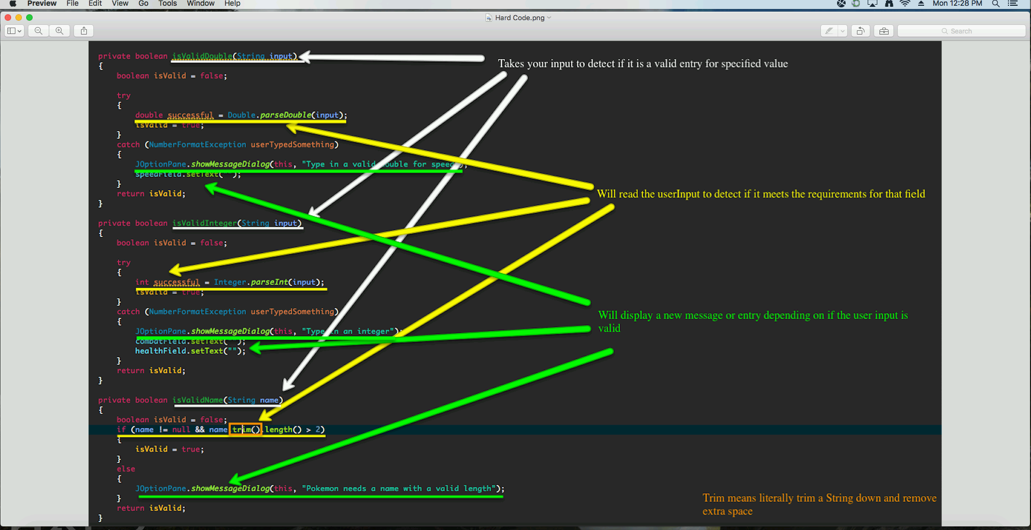 Preview File Edit View Go Tools Window Help Mon 12:28 PM
Hard Code.png
Search
private boolean isValidDouble(String input)
Takes your input to detect if it is a valid entry for specified value
{
boolean isValid = false;
try
{
double successful = Double.parseDouble(input);
isValid = true;
}
catch (NumberFormatException userTypedSomething)
{
JOptionPane.showMessageDialog(this, "Type in a valid double for speed");
speedField.setText("");
}
return isValid;
}
Will read the userInput to detect if it meets the requirements for that field
private boolean isValidInteger(String input)
{
boolean isValid = false;
try
{
int successful = Integer.parseInt(input);
isValid = true;
}
catch (NumberFormatException userTypedSomething)
{
Will display a new message or entry depending on if the user input is
valid
JOptionPane.showMessageDialog(this, "Type in an integer");
combatField.setText("");
healthField.setText("");
}
return isValid;
}
private boolean isValidName(String name)
{
boolean isValid = false;
if (name != null && name.trim().length() > 2)
{
isValid = true;
}
else
{
JOptionPane.showMessageDialog(this, "Pokemon needs a name with a valid length");
}
return isValid;
}
Trim means literally trim a String down and remove
extra space